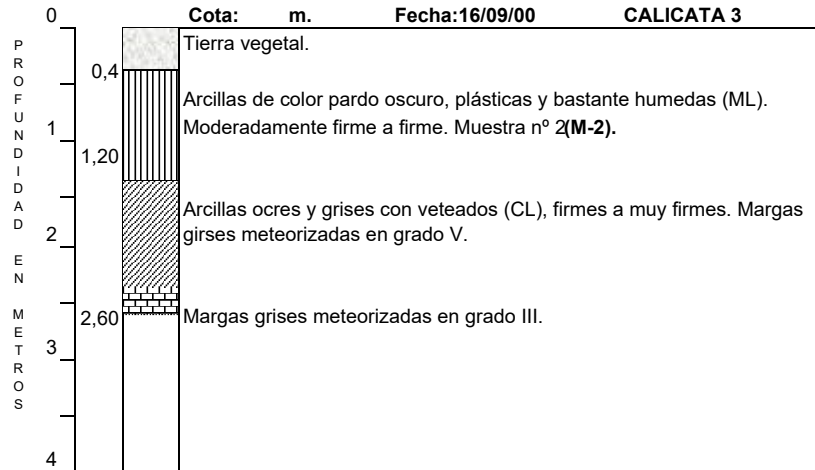 0 Cota: m. Fecha:16/09/00 CALICATA 3
PROFUNDIDAD EN METROS
Tierra vegetal.
0,4
Arcillas de color pardo oscuro, plásticas y bastante humedas (ML).
1 Moderadamente firme a firme. Muestra nº 2(M-2).
1,20
Arcillas ocres y grises con veteados (CL), firmes a muy firmes. Margas
2 girses meteorizadas en grado V.
2,60 Margas grises meteorizadas en grado III.
3
4